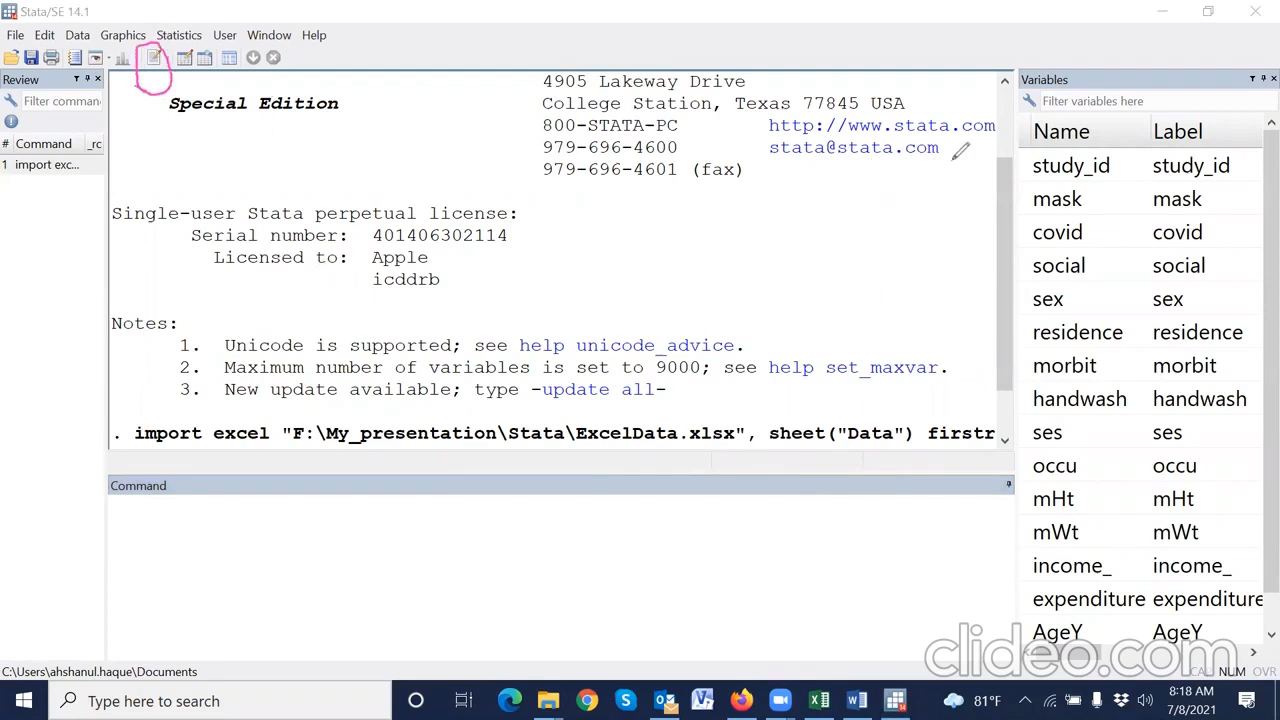 Stata/SE 14.1
File Edit Data Graphics Statistics User Window Help
Review
Filter comman
# Command _rc
1 import exc...
4905 Lakeway Drive
Special Edition College Station, Texas 77845 USA
800-STATA-PC http://www.stata.com
979-696-4600 stata@stata.com
979-696-4601 (fax)
Single-user Stata perpetual license:
Serial number: 401406302114
Licensed to: Apple
icddrb
Notes:
1. Unicode is supported; see help unicode_advice.
2. Maximum number of variables is set to 9000; see help set_maxvar.
3. New update available; type -update all-
. import excel "F:\My_presentation\Stata\ExcelData.xlsx", sheet("Data") firstr
Command
Variables
Filter variables here
Name Label
study_id study_id
mask mask
covid covid
social social
sex sex
residence residence
morbit morbit
handwash handwash
ses ses
occu occu
mHt mHt
mWt mWt
income_ income_
expenditure expenditure
AgeY AgeY
clideo.com
C:\Users\ahshanul.haque\Documents
CAP NUM OVR
Type here to search
81°F
8:18 AM
7/8/2021